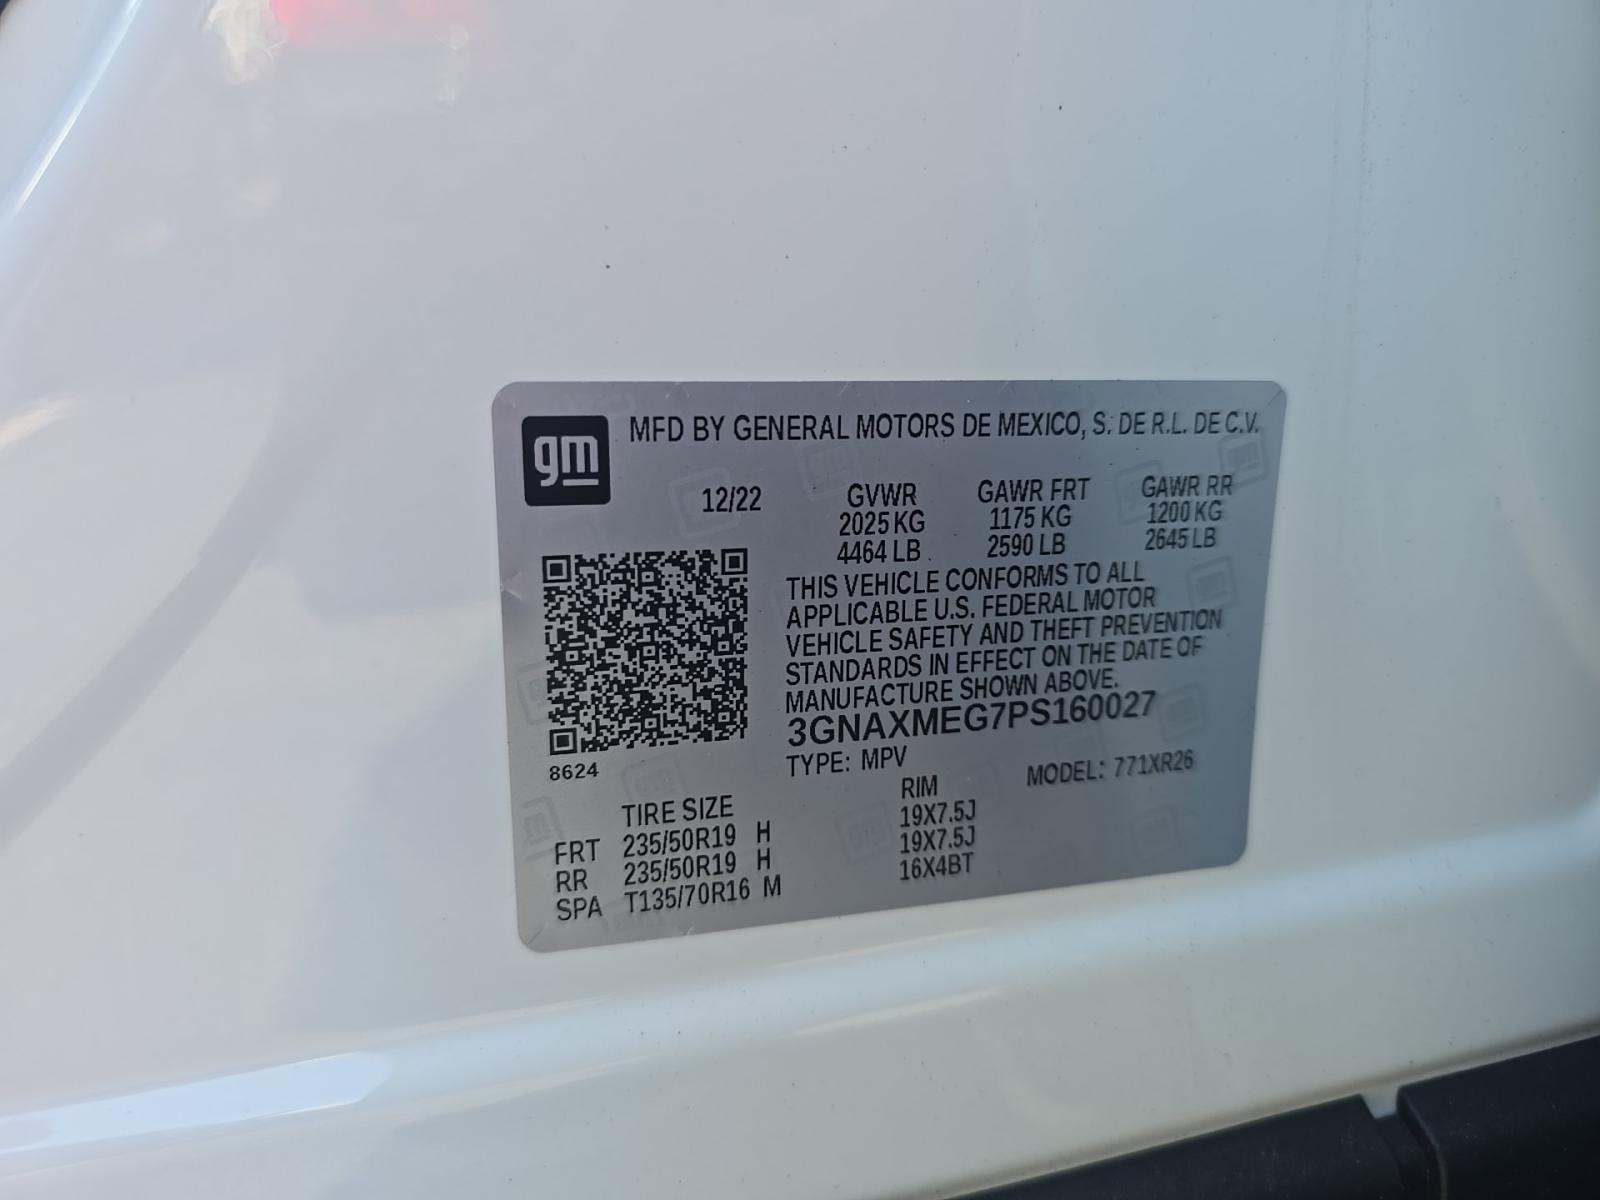 gm
MFD BY GENERAL MOTORS DE MEXICO, S. DE R.L. DE C.V.
12/22 GVWR GAWR FRT GAWR RR
2025 KG 1175 KG 1200 KG
4464 LB 2590 LB 2645 LB
THIS VEHICLE CONFORMS TO ALL
APPLICABLE U.S. FEDERAL MOTOR
VEHICLE SAFETY AND THEFT PREVENTION
STANDARDS IN EFFECT ON THE DATE OF
MANUFACTURE SHOWN ABOVE.
3GNAXMEG7PS160027
8624
TYPE: MPV MODEL: 771XR26
TIRE SIZE RIM
FRT 235/50R19 H 19X7.5J
RR 235/50R19 H 19X7.5J
SPA T135/70R16 M 16X4BT